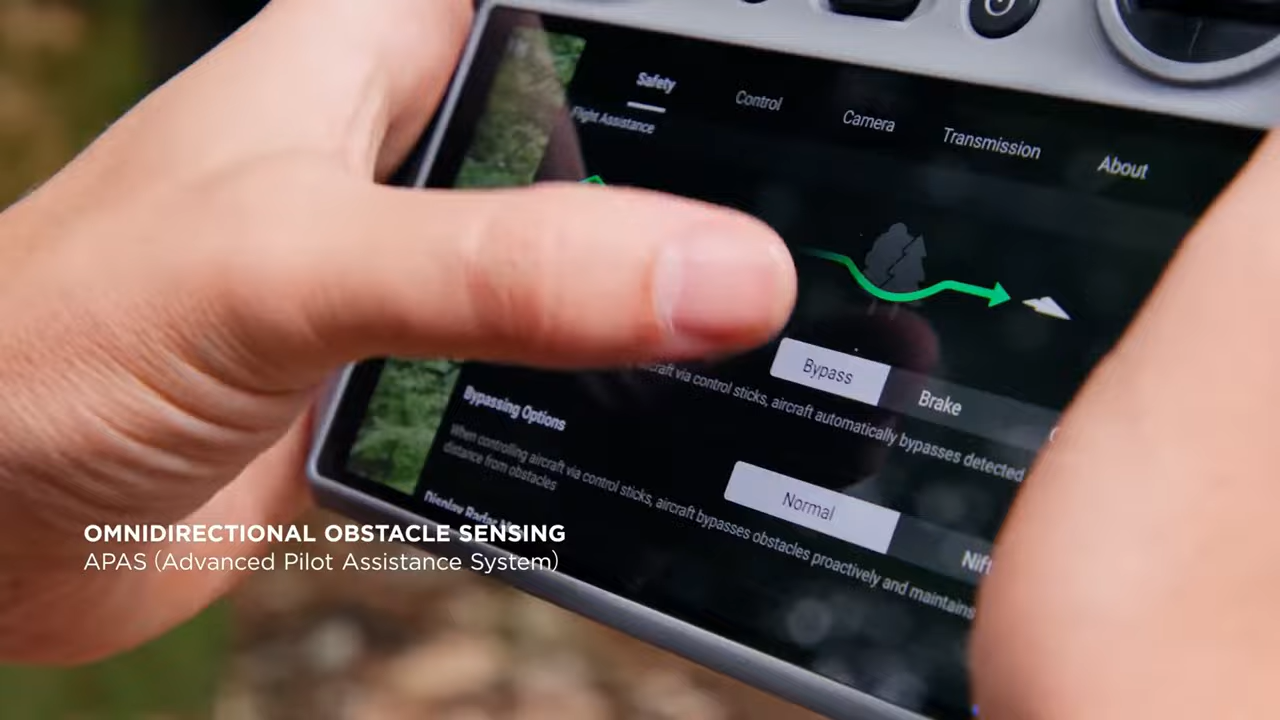 Safety Control Camera Transmission About
Flight Assistance
Bypass Brake
via control sticks, aircraft automatically bypasses detected
Bypassing Options
Normal
When controlling aircraft via control sticks, aircraft bypasses obstacles proactively and maintains
distance from obstacles
Display Radar
OMNIDIRECTIONAL OBSTACLE SENSING
APAS (Advanced Pilot Assistance System)